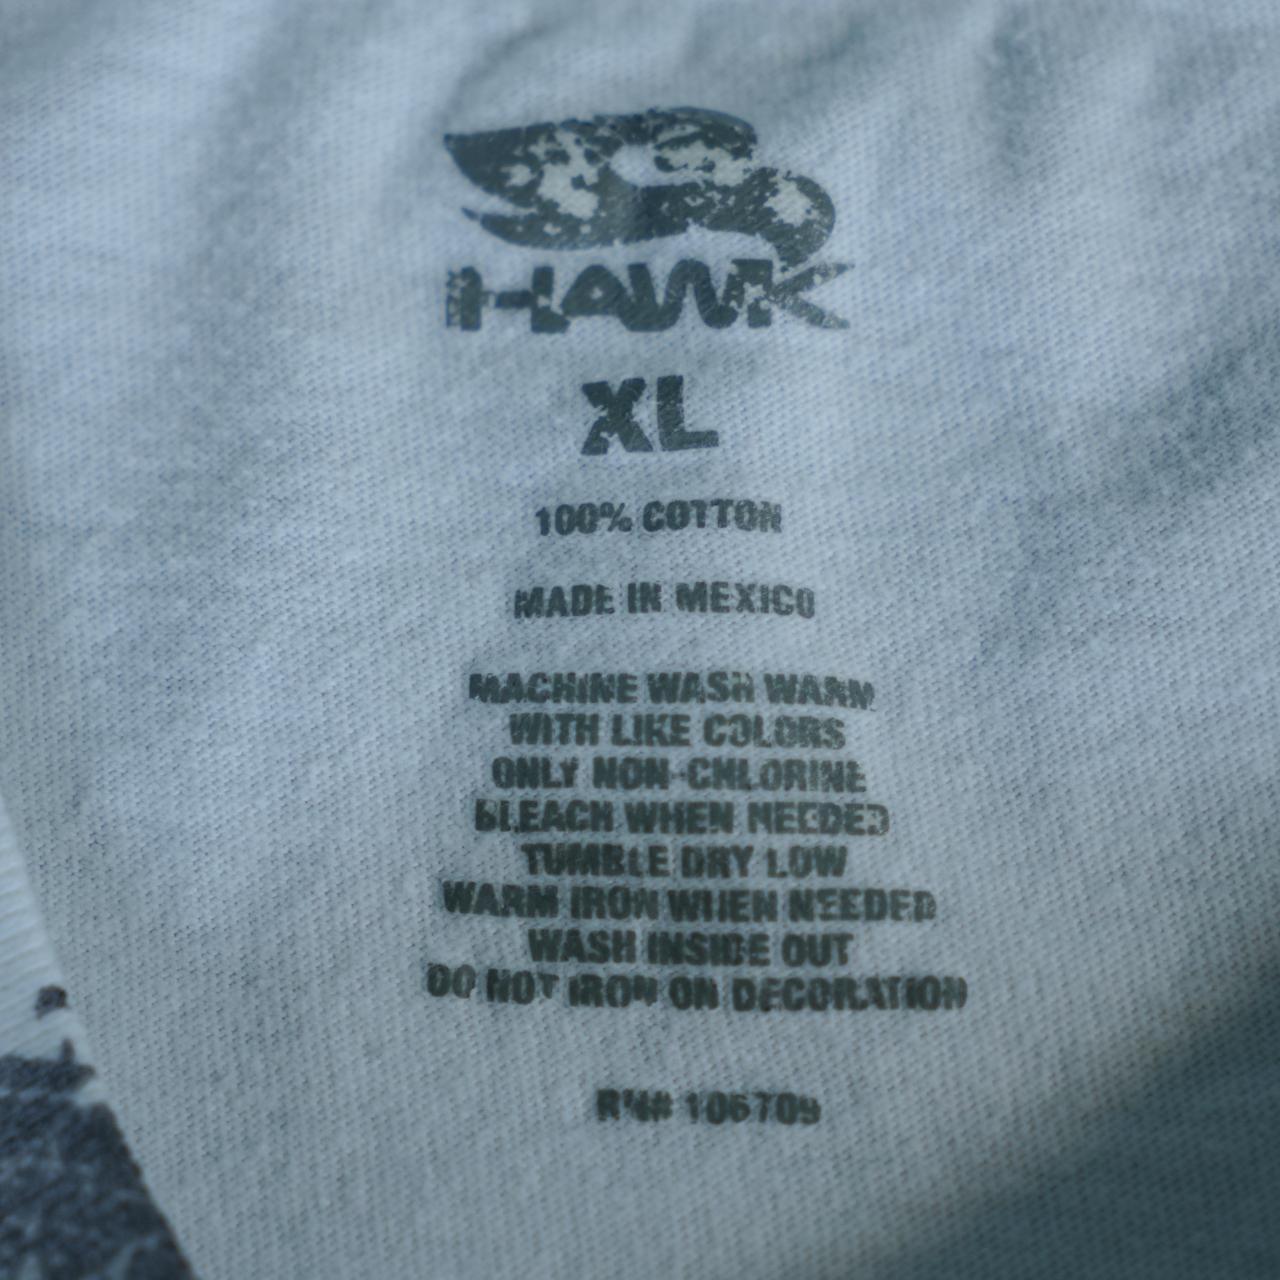 HAWK
XL
100% COTTON
MADE IN MEXICO
MACHINE WASH WARM
WITH LIKE COLORS
ONLY NON-CHLORINE
BLEACH WHEN NEEDED
TUMBLE DRY LOW
WARM IRON WHEN NEEDED
WASH INSIDE OUT
DO NOT IRON ON DECORATION
RN# 106709